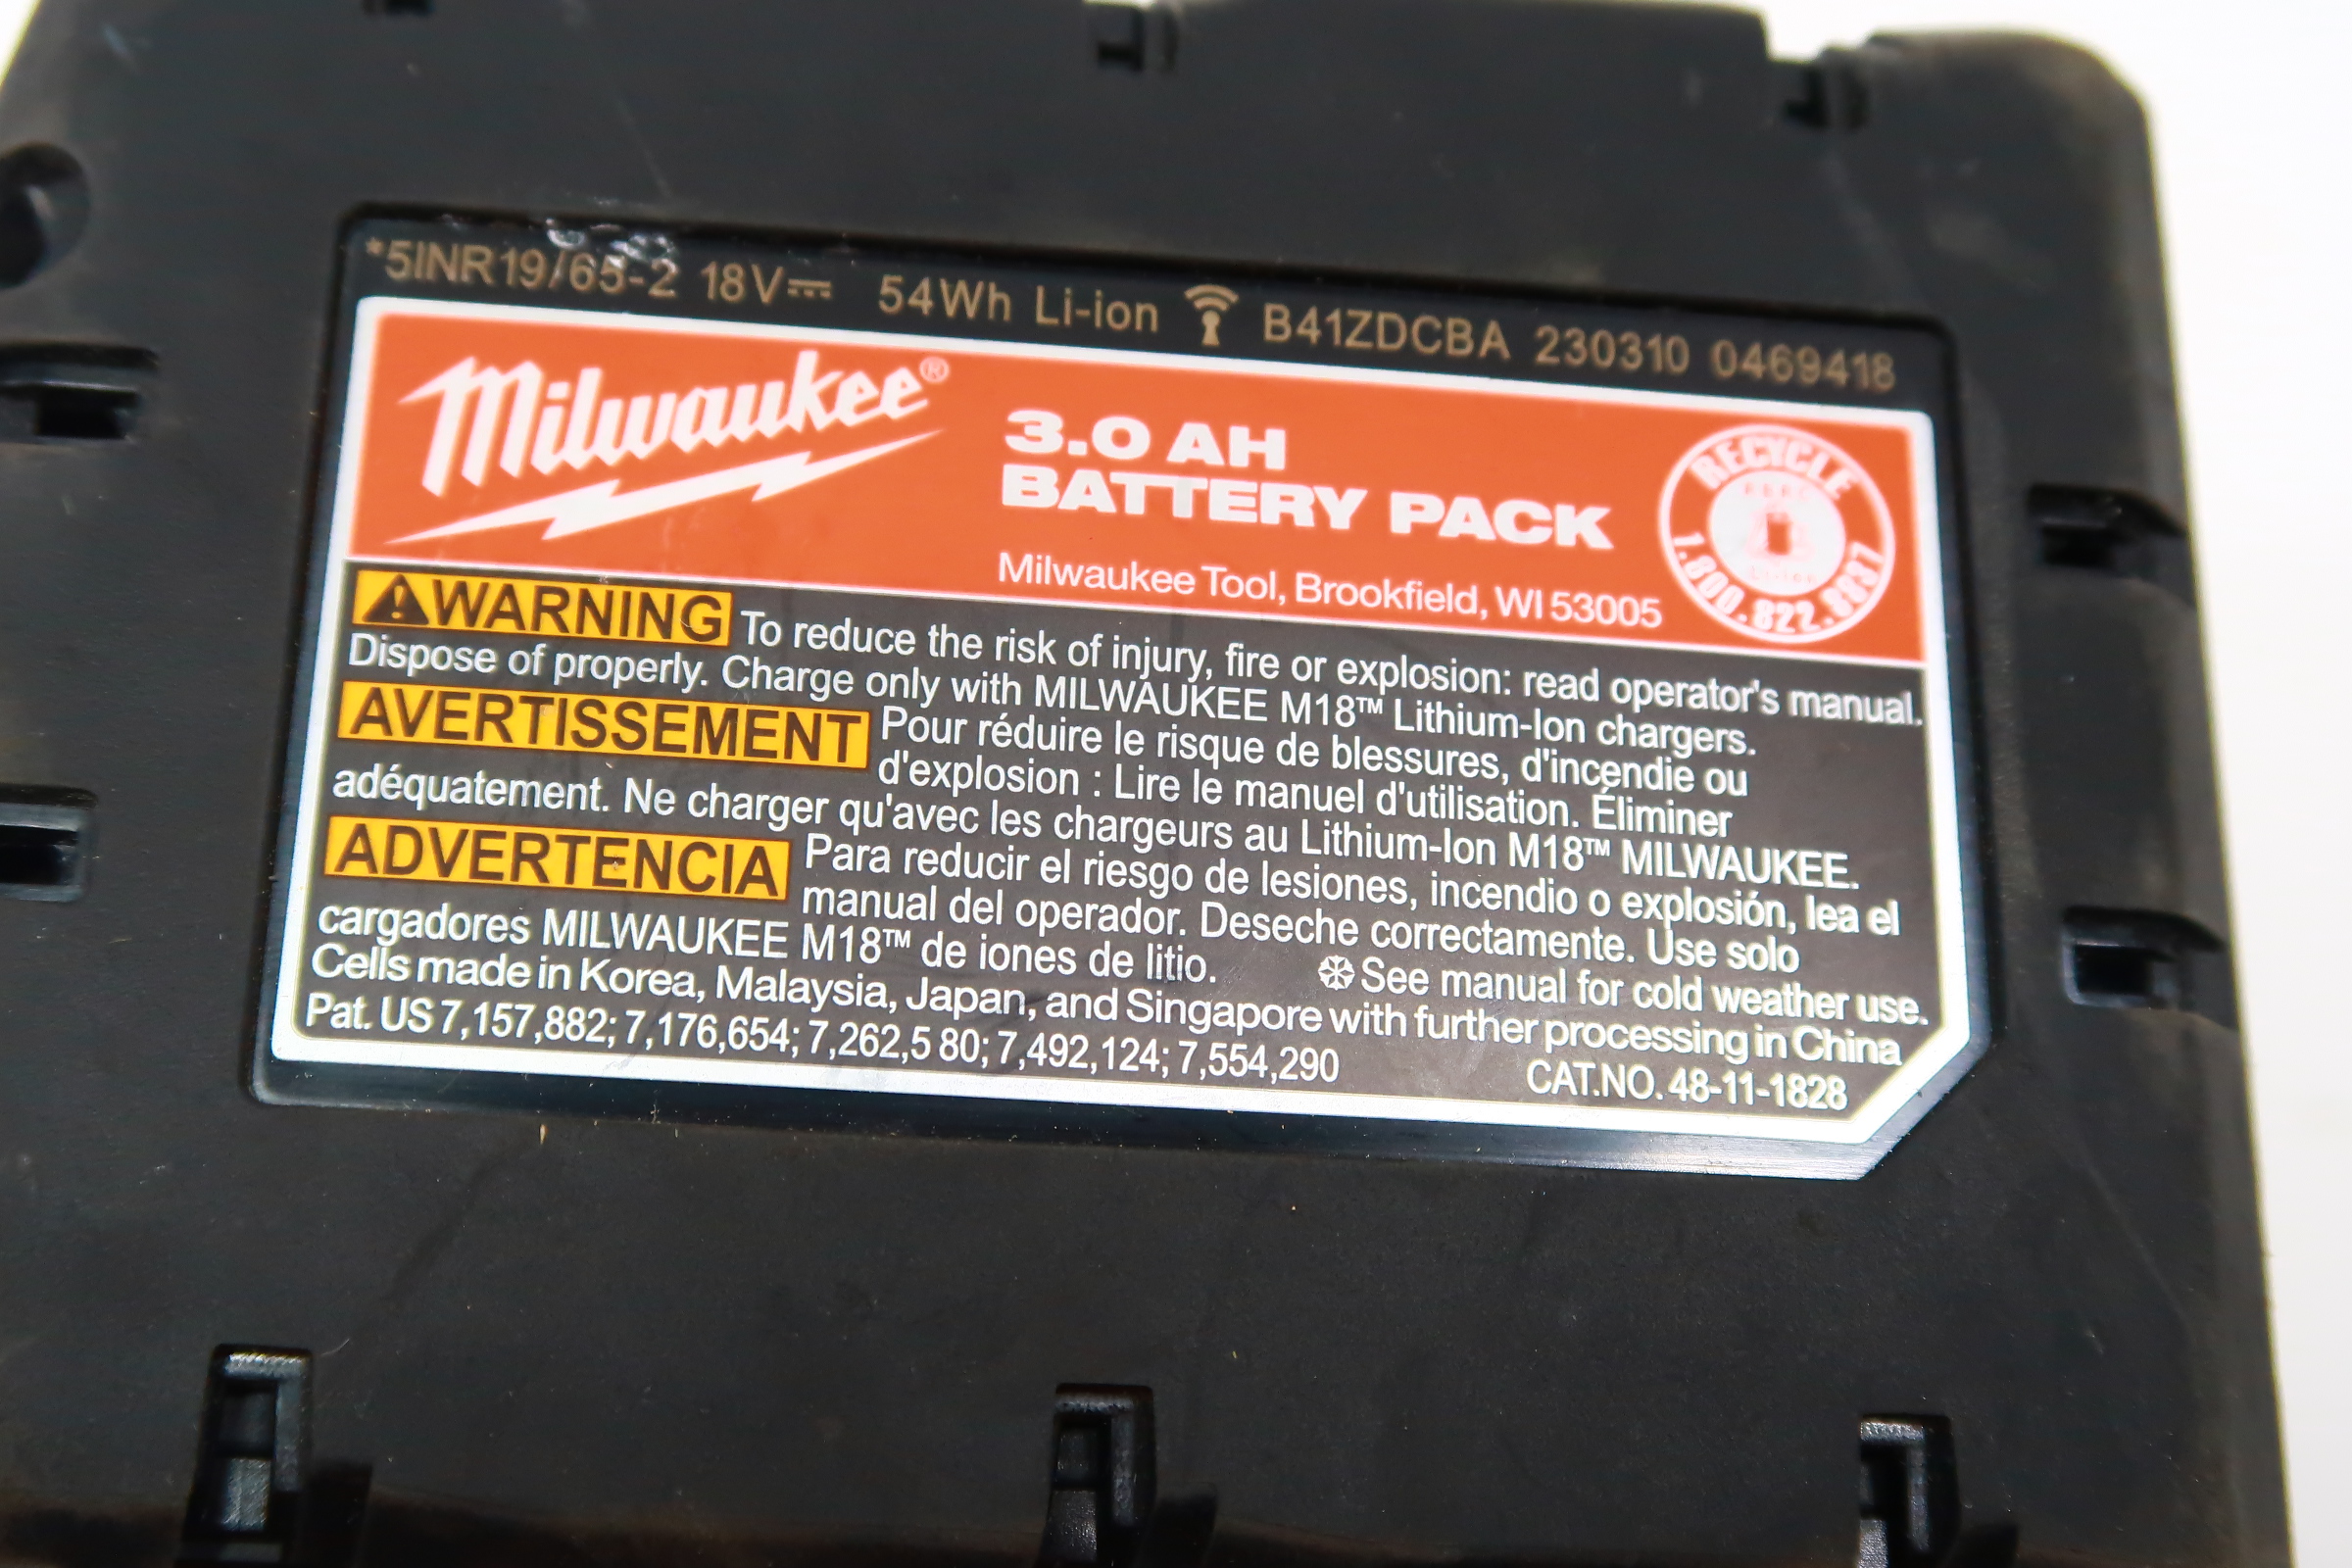 *5INR19/65-2 18V 54Wh Li-ion B41ZDCBA 230310 0469418
Milwaukee®
3.0 AH
BATTERY PACK
Milwaukee Tool, Brookfield, WI 53005
RECYCLE
Li-Ion
1.800.822.8837
WARNING To reduce the risk of injury, fire or explosion: read operator's manual.
Dispose of properly. Charge only with MILWAUKEE M18™ Lithium-Ion chargers.
AVERTISSEMENT Pour réduire le risque de blessures, d'incendie ou
d'explosion : Lire le manuel d'utilisation. Éliminer
adéquatement. Ne charger qu'avec les chargeurs au Lithium-Ion M18™ MILWAUKEE.
ADVERTENCIA Para reducir el riesgo de lesiones, incendio o explosión, lea el
manual del operador. Deseche correctamente. Use solo
cargadores MILWAUKEE M18™ de iones de litio. See manual for cold weather use.
Cells made in Korea, Malaysia, Japan, and Singapore with further processing in China
Pat. US 7,157,882; 7,176,654; 7,262,5 80; 7,492,124; 7,554,290
CAT.NO. 48-11-1828